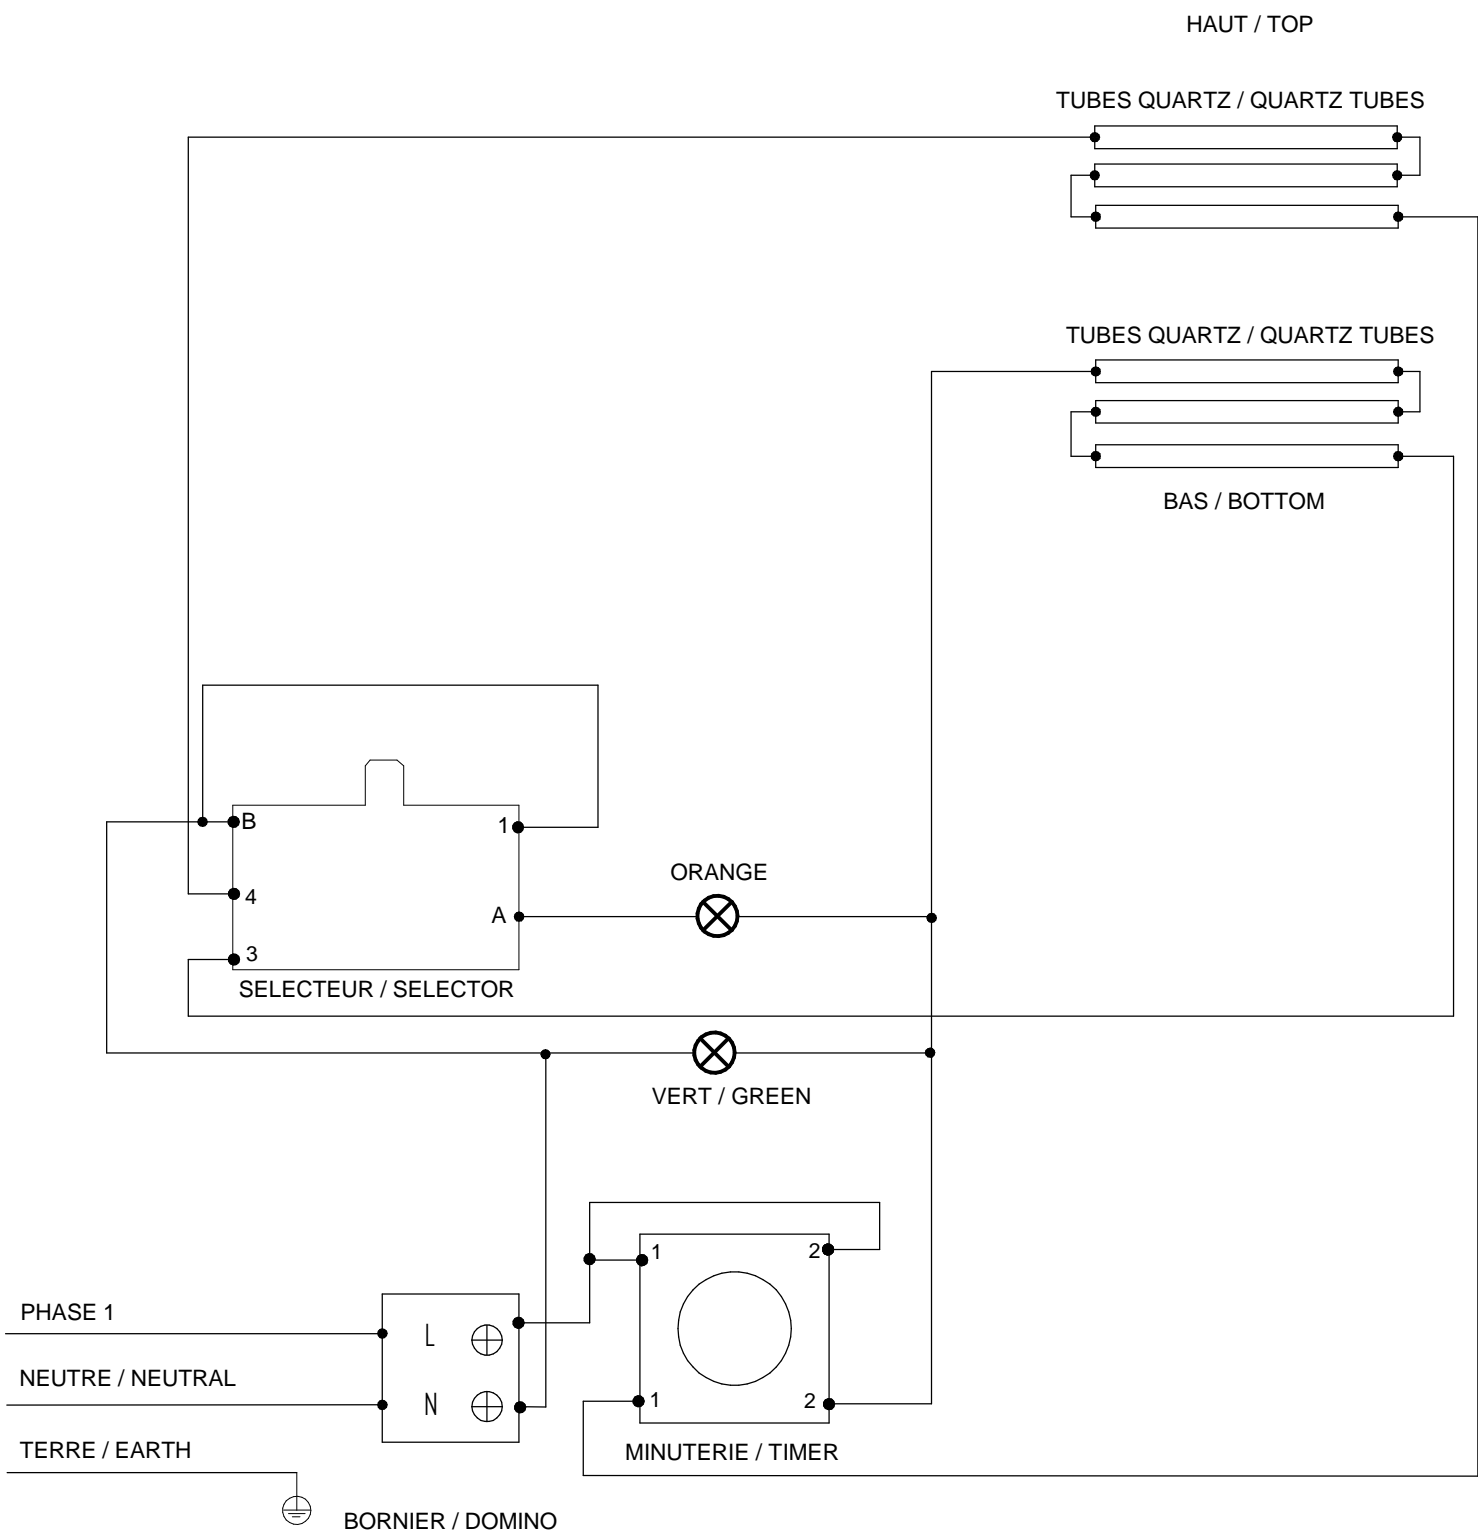 HAUT / TOP
TUBES QUARTZ / QUARTZ TUBES
TUBES QUARTZ / QUARTZ TUBES
BAS / BOTTOM
B
1
4
A
3
SELECTEUR / SELECTOR
ORANGE
VERT / GREEN
1
2
1
2
MINUTERIE / TIMER
PHASE 1
L
NEUTRE / NEUTRAL
N
TERRE / EARTH
BORNIER / DOMINO